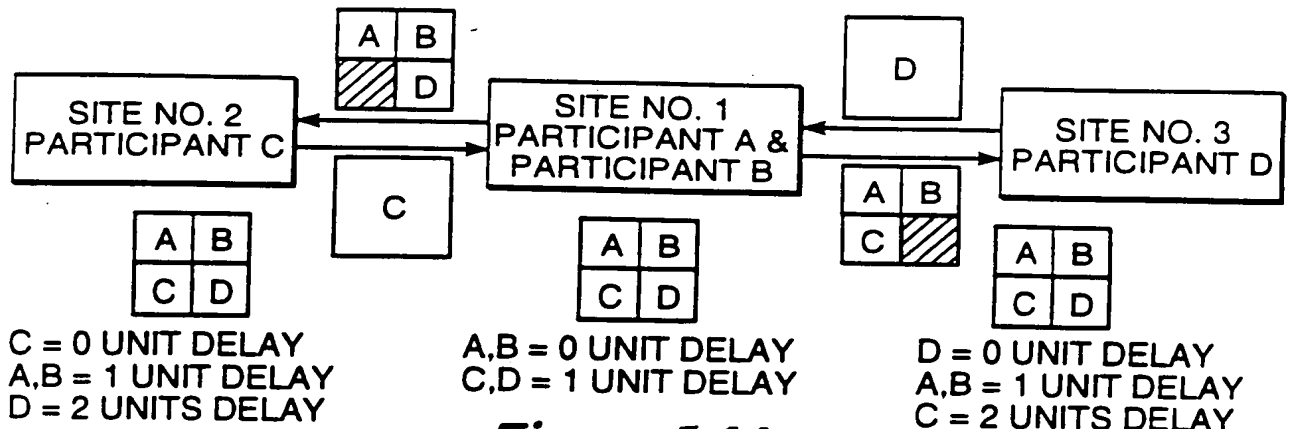 A B
D
D
SITE NO. 2
PARTICIPANT C
SITE NO. 1
PARTICIPANT A &
PARTICIPANT B
SITE NO. 3
PARTICIPANT D
C
A B
C
A B
C D
A B
C D
A B
C D
C = 0 UNIT DELAY
A,B = 1 UNIT DELAY
D = 2 UNITS DELAY
A,B = 0 UNIT DELAY
C,D = 1 UNIT DELAY
D = 0 UNIT DELAY
A,B = 1 UNIT DELAY
C = 2 UNITS DELAY